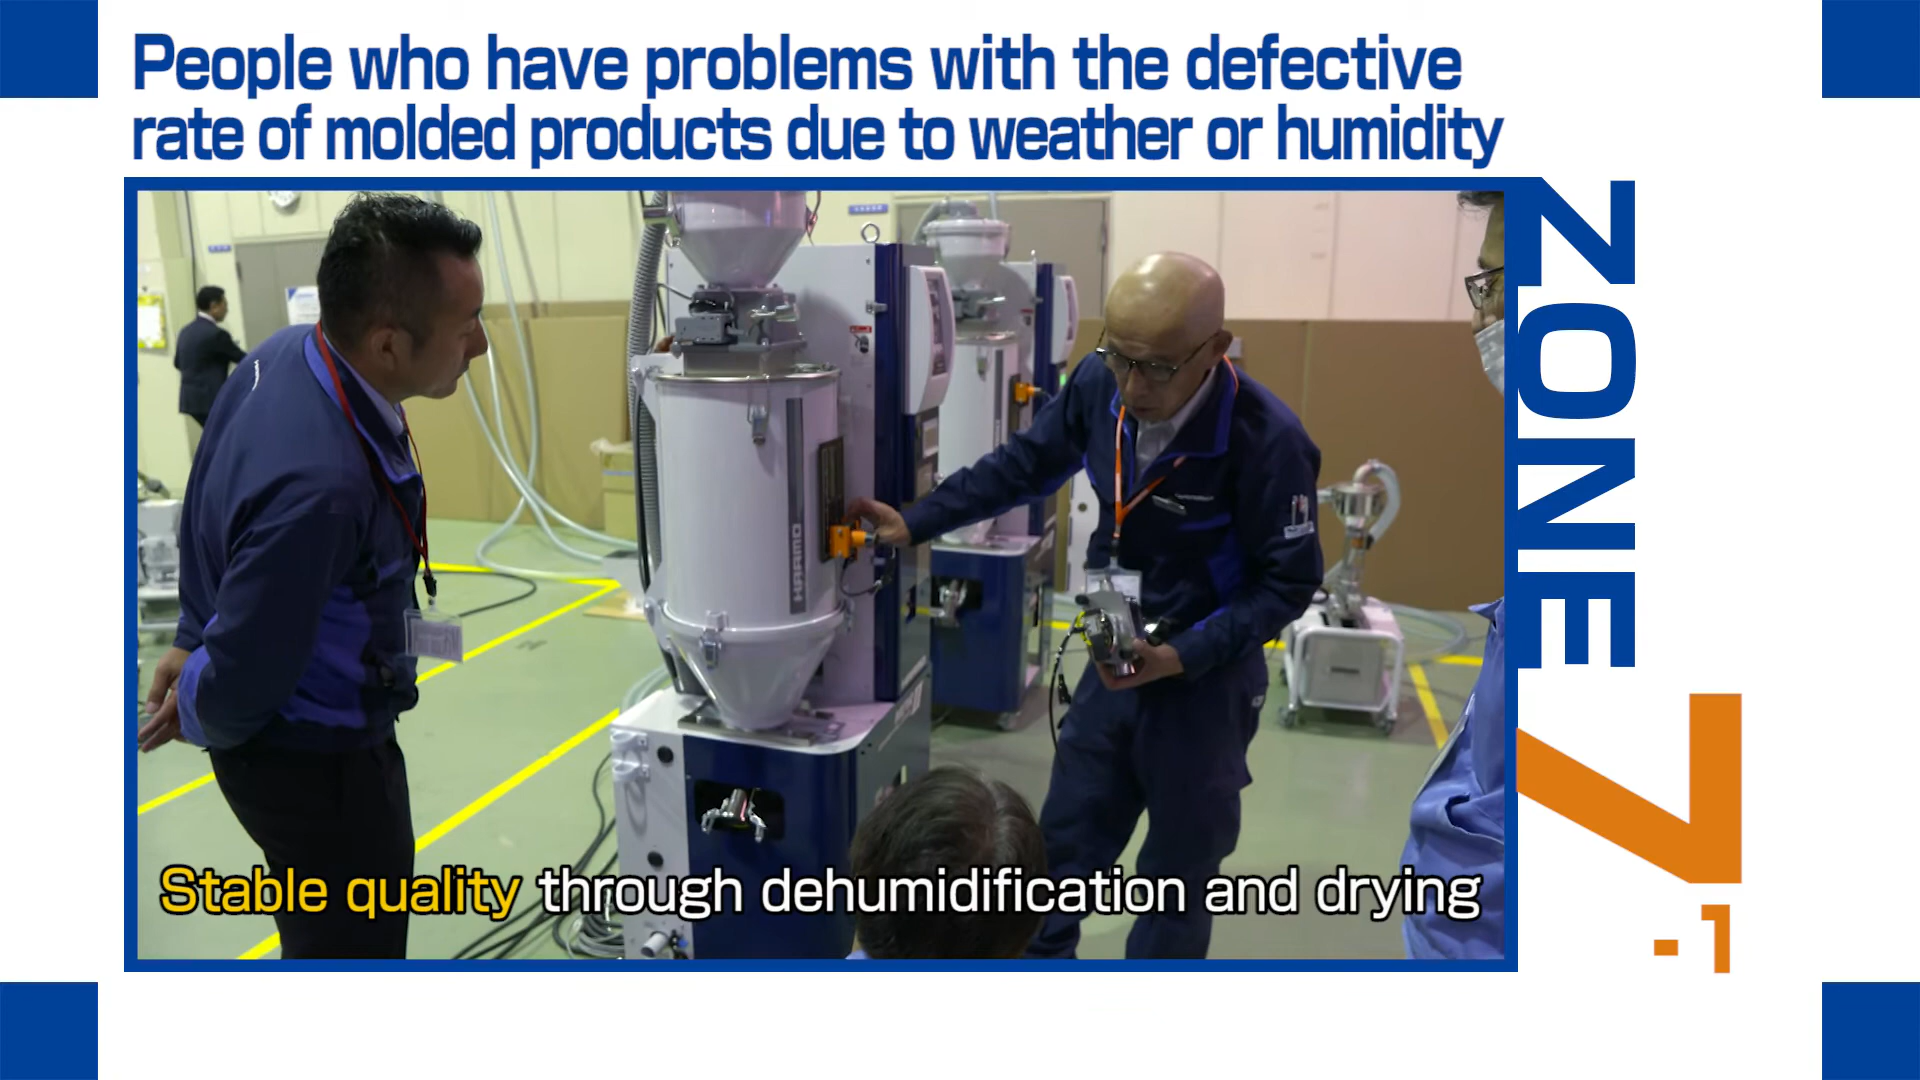 People who have problems with the defective
rate of molded products due to weather or humidity
ZONE
7
-1
HARMO
Stable quality through dehumidification and drying